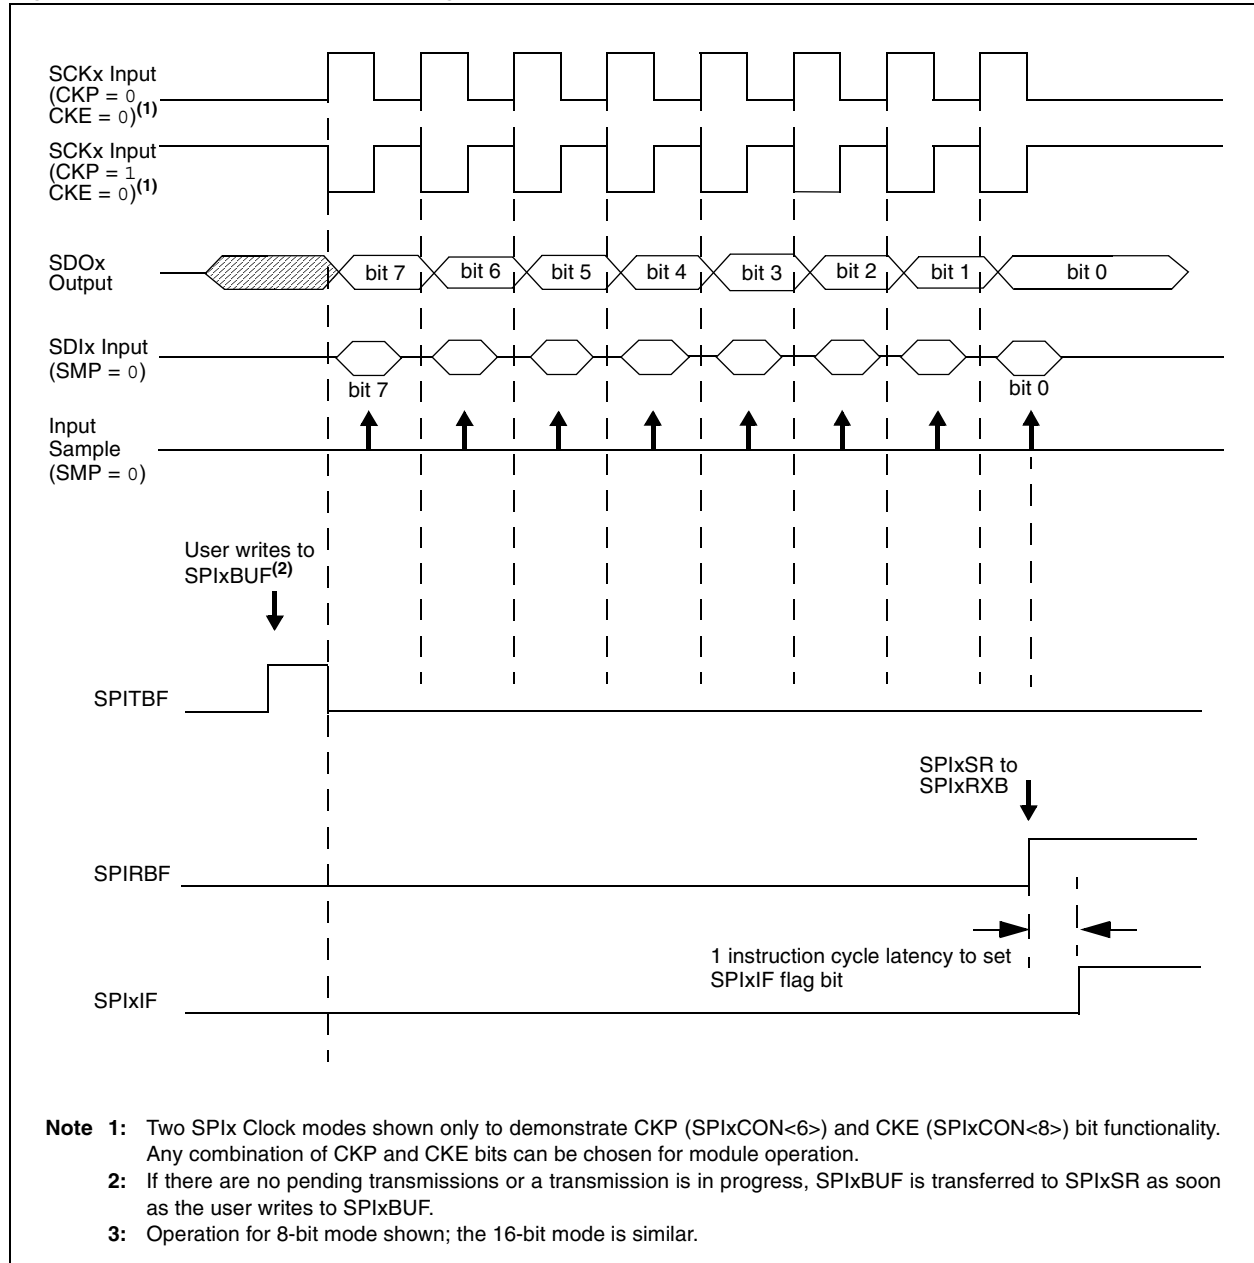 SCKx Input
(CKP = 0
CKE = 0)(1)
SCKx Input
(CKP = 1
CKE = 0)(1)
SDOx
Output
bit 7 bit 6 bit 5 bit 4 bit 3 bit 2 bit 1 bit 0
SDIx Input
(SMP = 0)
bit 7 bit 0
Input
Sample
(SMP = 0)
User writes to
SPIxBUF(2)
SPITBF
SPIxSR to
SPIxRXB
SPIRBF
1 instruction cycle latency to set
SPIxIF flag bit
SPIxIF
Note 1: Two SPIx Clock modes shown only to demonstrate CKP (SPIxCON<6>) and CKE (SPIxCON<8>) bit functionality.
Any combination of CKP and CKE bits can be chosen for module operation.
2: If there are no pending transmissions or a transmission is in progress, SPIxBUF is transferred to SPIxSR as soon
as the user writes to SPIxBUF.
3: Operation for 8-bit mode shown; the 16-bit mode is similar.